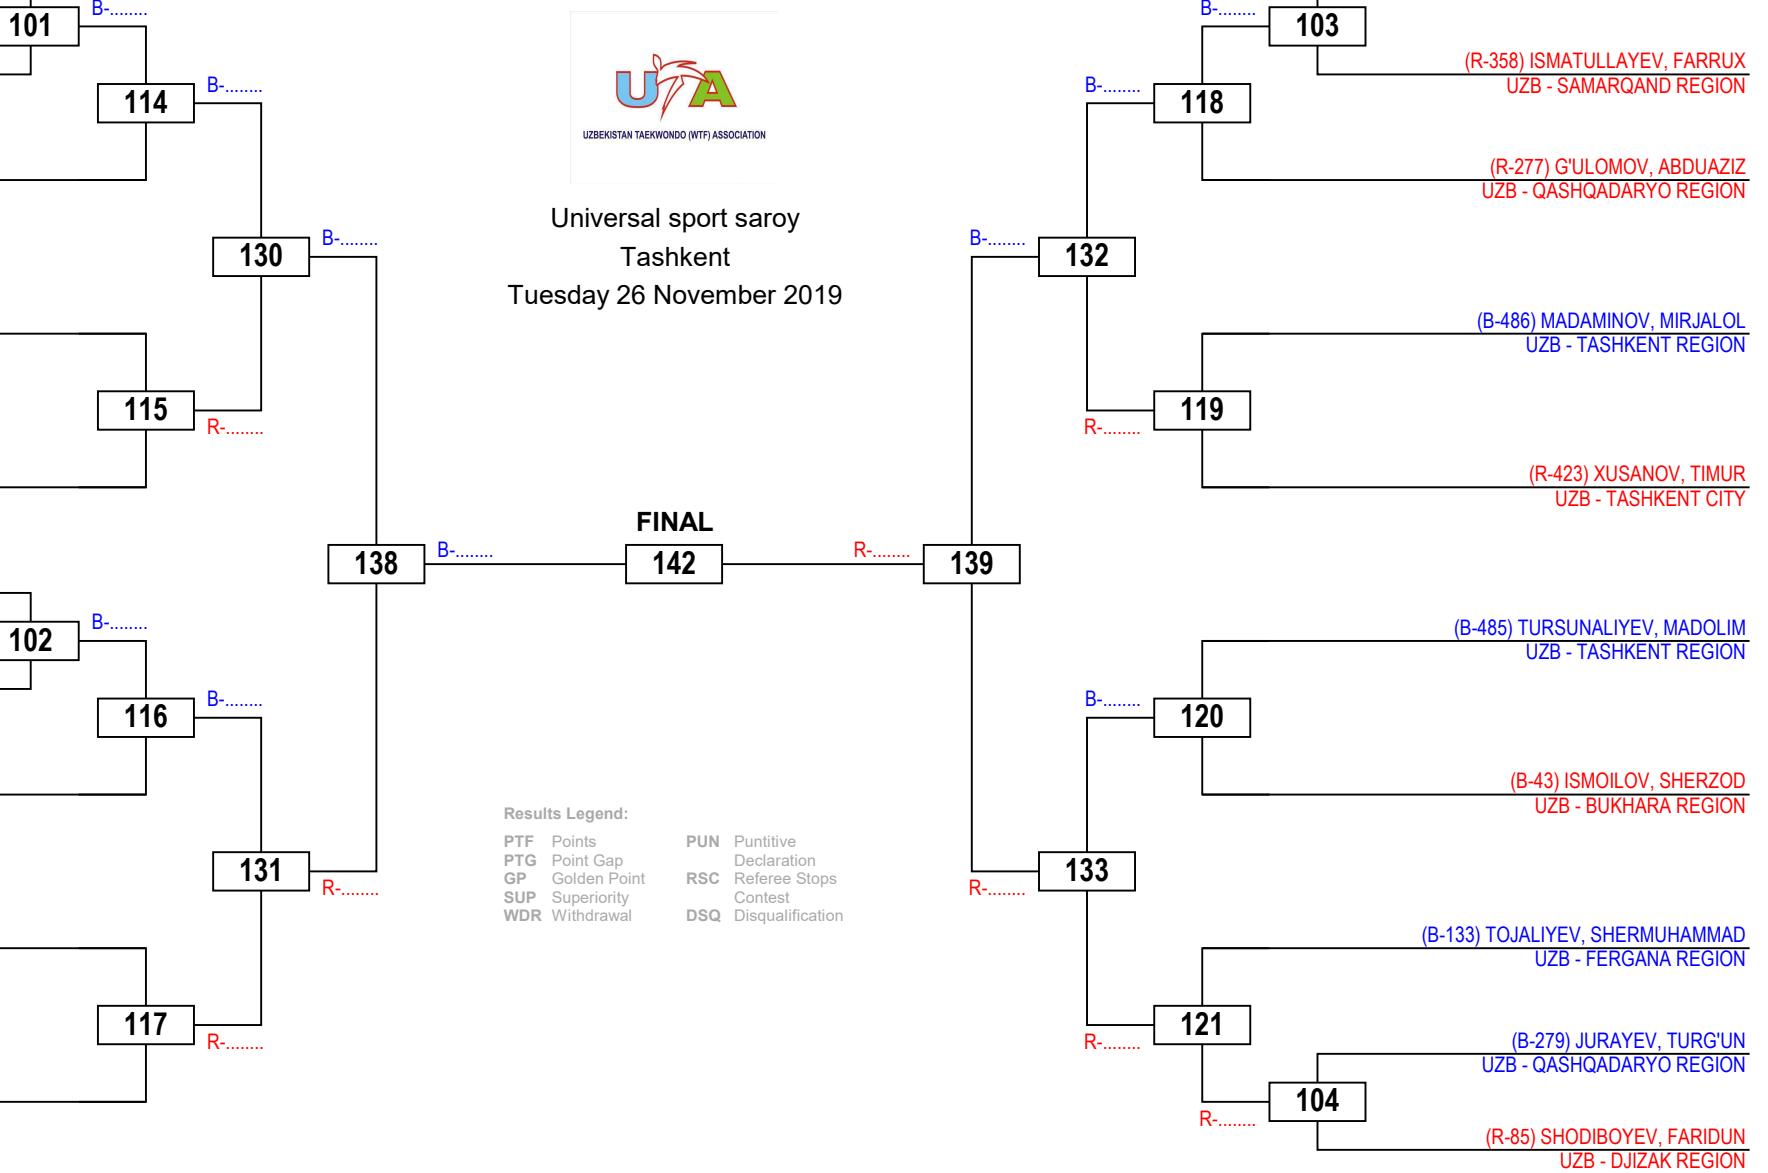 B-........
101
B-........
103
(R-358) ISMATULLAYEV, FARRUX
UZB - SAMARQAND REGION
B-........
114
B-........
118
UTA
UZBEKISTAN TAEKWONDO (WTF) ASSOCIATION
(R-277) G'ULOMOV, ABDUAZIZ
UZB - QASHQADARYO REGION
Universal sport saroy
Tashkent
Tuesday 26 November 2019
130
B-........
B-........
132
(B-486) MADAMINOV, MIRJALOL
UZB - TASHKENT REGION
115
R-........
119
R-........
(R-423) XUSANOV, TIMUR
UZB - TASHKENT CITY
FINAL
138
B-........
142
R-........
139
102
B-........
(B-485) TURSUNALIYEV, MADOLIM
UZB - TASHKENT REGION
116
B-........
B-........
120
(B-43) ISMOILOV, SHERZOD
UZB - BUKHARA REGION
Results Legend:
PTF Points
PTG Point Gap
GP Golden Point
SUP Superiority
WDR Withdrawal
PUN Puntitive
Declaration
RSC Referee Stops
Contest
DSQ Disqualification
131
R-........
R-........
133
(B-133) TOJALIYEV, SHERMUHAMMAD
UZB - FERGANA REGION
117
R-........
R-........
121
(B-279) JURAYEV, TURG'UN
UZB - QASHQADARYO REGION
104
R-........
(R-85) SHODIBOYEV, FARIDUN
UZB - DJIZAK REGION